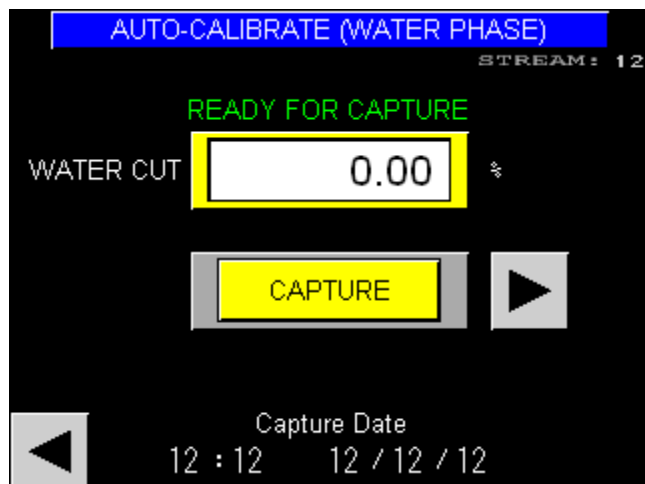 AUTO-CALIBRATE (WATER PHASE)
STREAM: 12
READY FOR CAPTURE
WATER CUT 0.00 %
CAPTURE
Capture Date
12 : 12 12 / 12 / 12